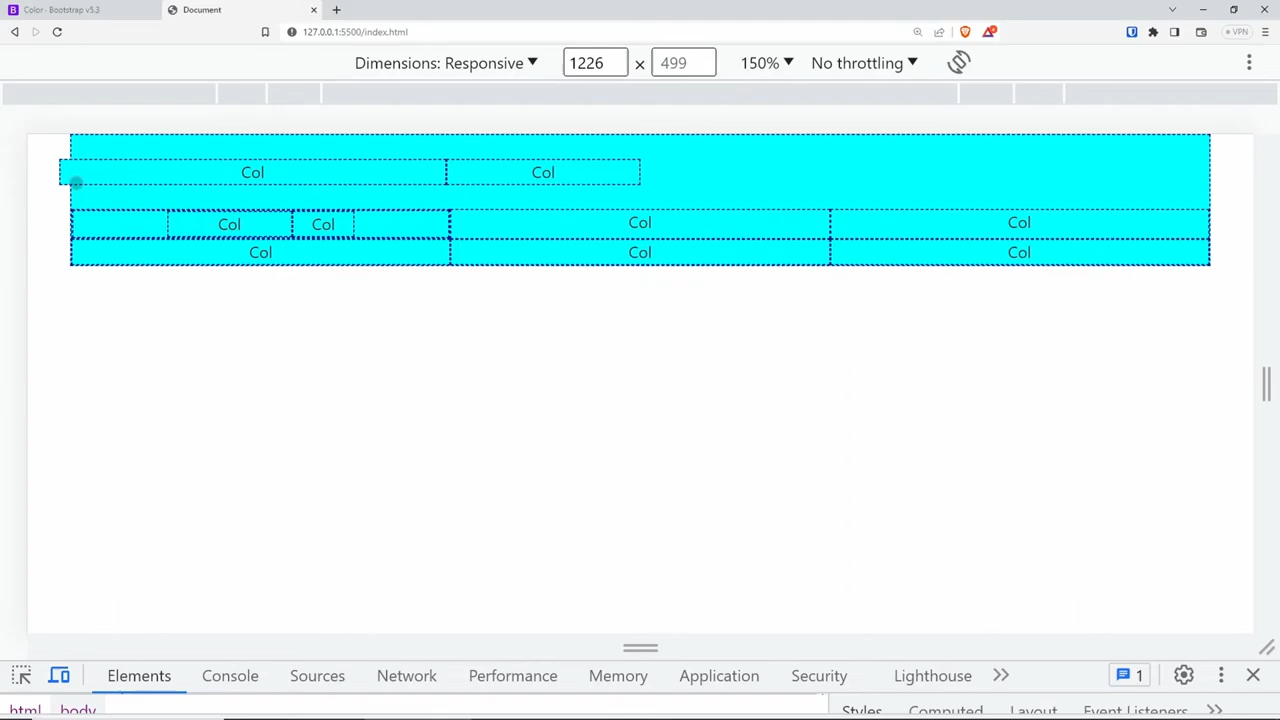 Color · Bootstrap v5.3
Document
127.0.0.1:5500/index.html
VPN
Dimensions: Responsive
1226 × 499
150%
No throttling
Col Col
Col Col Col Col
Col Col Col
Elements Console Sources Network Performance Memory Application Security Lighthouse
1
html body
Styles Computed Layout Event Listeners